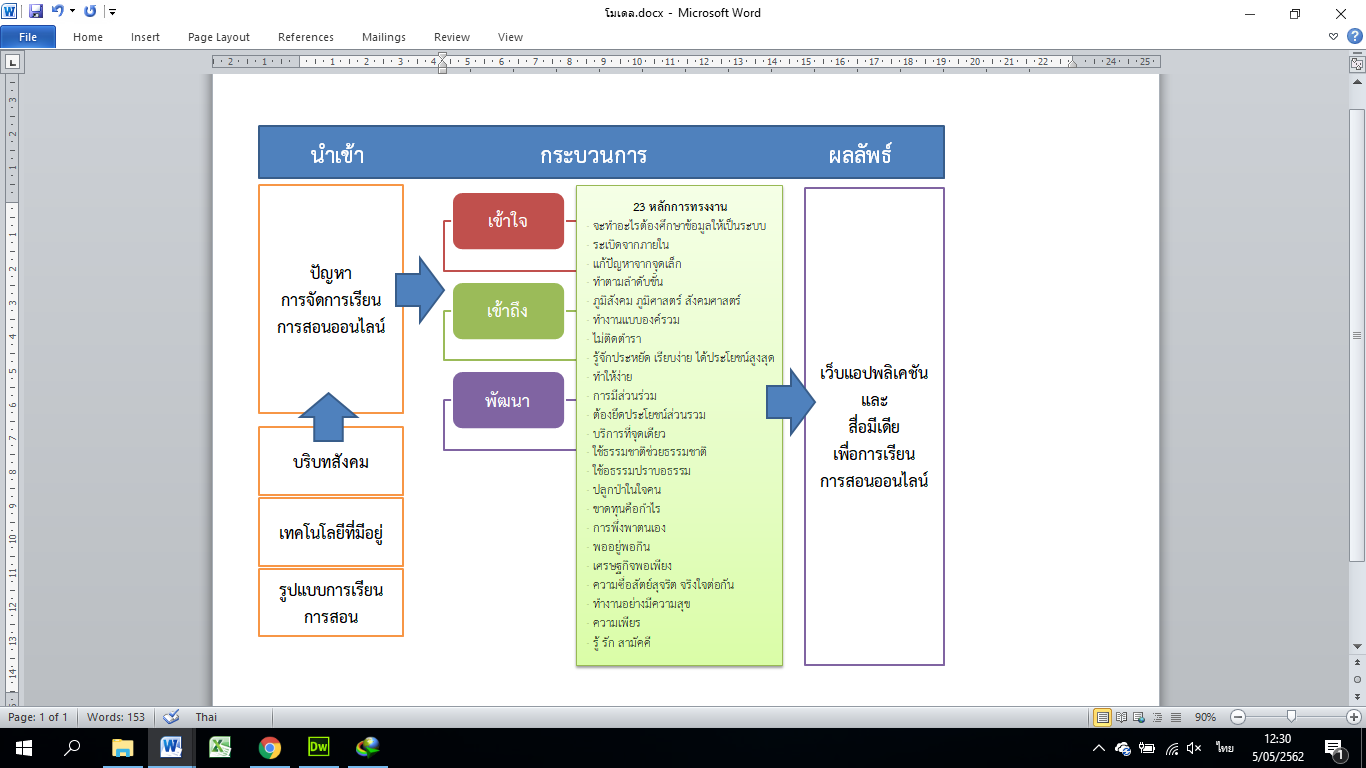 โมเดล.docx - Microsoft Word
File Home Insert Page Layout References Mailings Review View
นำเข้า กระบวนการ ผลลัพธ์
ปัญหา
การจัดการเรียน
การสอนออนไลน์
บริบทสังคม
เทคโนโลยีที่มีอยู่
รูปแบบการเรียน
การสอน
เข้าใจ
เข้าถึง
พัฒนา
23 หลักการทรงงาน
- จะทำอะไรต้องศึกษาข้อมูลให้เป็นระบบ
- ระเบิดจากภายใน
- แก้ปัญหาจากจุดเล็ก
- ทำตามลำดับขั้น
- ภูมิสังคม ภูมิศาสตร์ สังคมศาสตร์
- ทำงานแบบองค์รวม
- ไม่ติดตำรา
- รู้จักประหยัด เรียบง่าย ได้ประโยชน์สูงสุด
- ทำให้ง่าย
- การมีส่วนร่วม
- ต้องยึดประโยชน์ส่วนรวม
- บริการที่จุดเดียว
- ใช้ธรรมชาติช่วยธรรมชาติ
- ใช้อธรรมปราบอธรรม
- ปลูกป่าในใจคน
- ขาดทุนคือกำไร
- การพึ่งพาตนเอง
- พออยู่พอกิน
- เศรษฐกิจพอเพียง
- ความซื่อสัตย์สุจริต จริงใจต่อกัน
- ทำงานอย่างมีความสุข
- ความเพียร
- รู้ รัก สามัคคี
เว็บแอปพลิเคชัน
และ
สื่อมีเดีย
เพื่อการเรียน
การสอนออนไลน์
Page: 1 of 1 Words: 153 Thai 90%
ไทย 12:30
5/05/2562